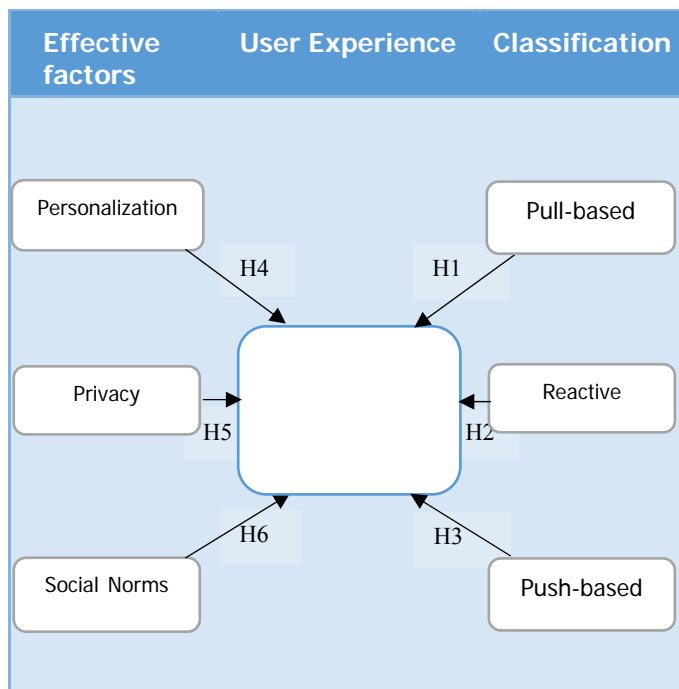 Effective factors
User Experience
Classification
Personalization
Pull-based
H4
H1
Privacy
Reactive
H5
H2
H6
H3
Social Norms
Push-based